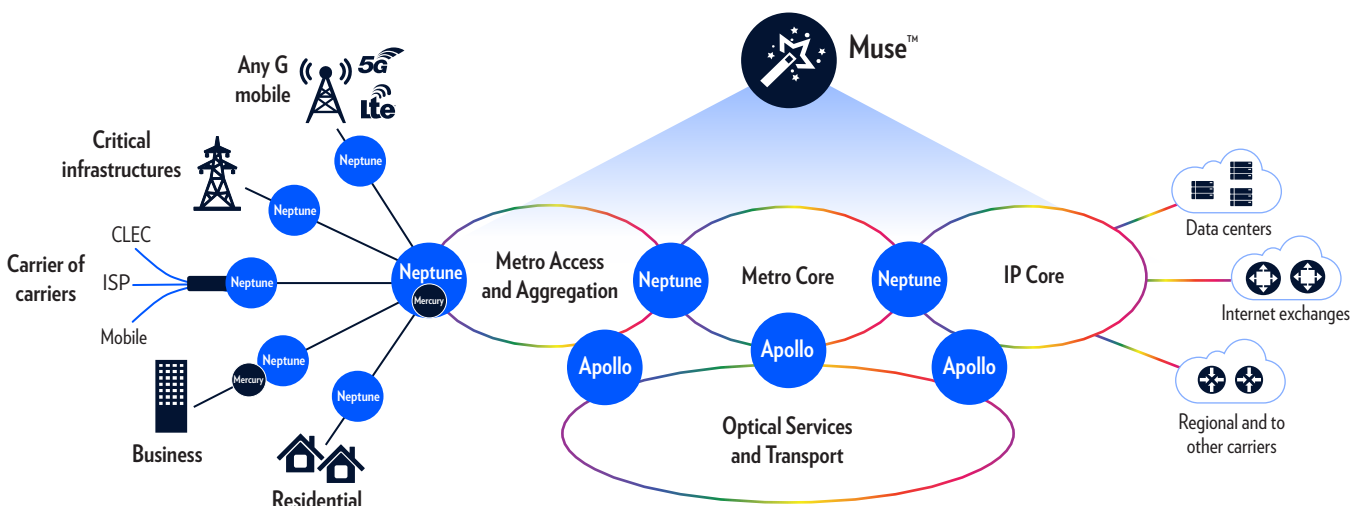 Muse™
Any G
mobile
5G
Lte
Neptune
Critical
infrastructures
Neptune
CLEC
Carrier of
carriers
ISP
Mobile
Neptune
Neptune
Mercury
Metro Access
and Aggregation
Neptune
Metro Core
Neptune
IP Core
Data centers
Internet exchanges
Regional and to
other carriers
Business
Mercury
Neptune
Residential
Neptune
Apollo
Apollo
Apollo
Optical Services
and Transport